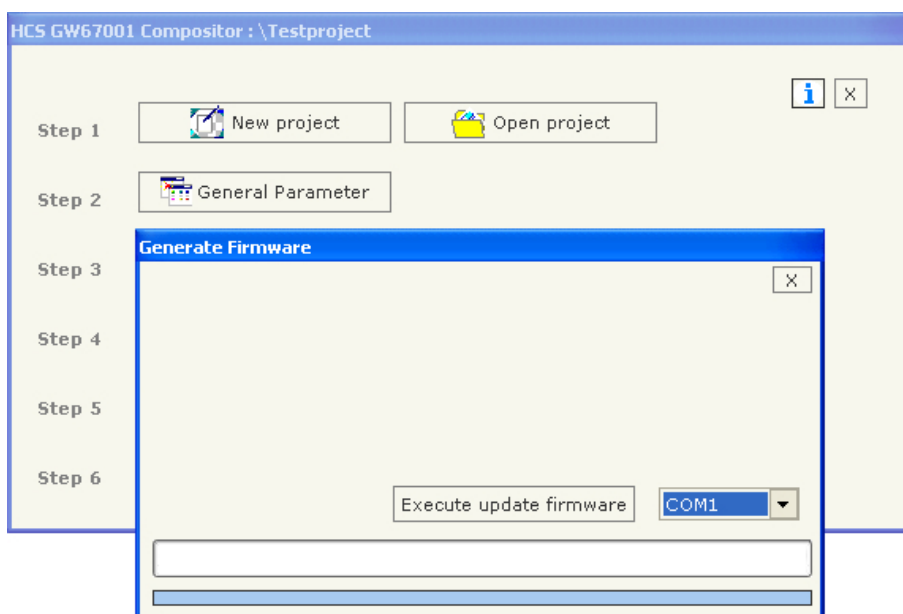 HCS GW67001 Compositor : \Testproject
i X
Step 1 New project Open project
Step 2 General Parameter
Generate Firmware
Step 3
X
Step 4
Step 5
Step 6
Execute update firmware COM1